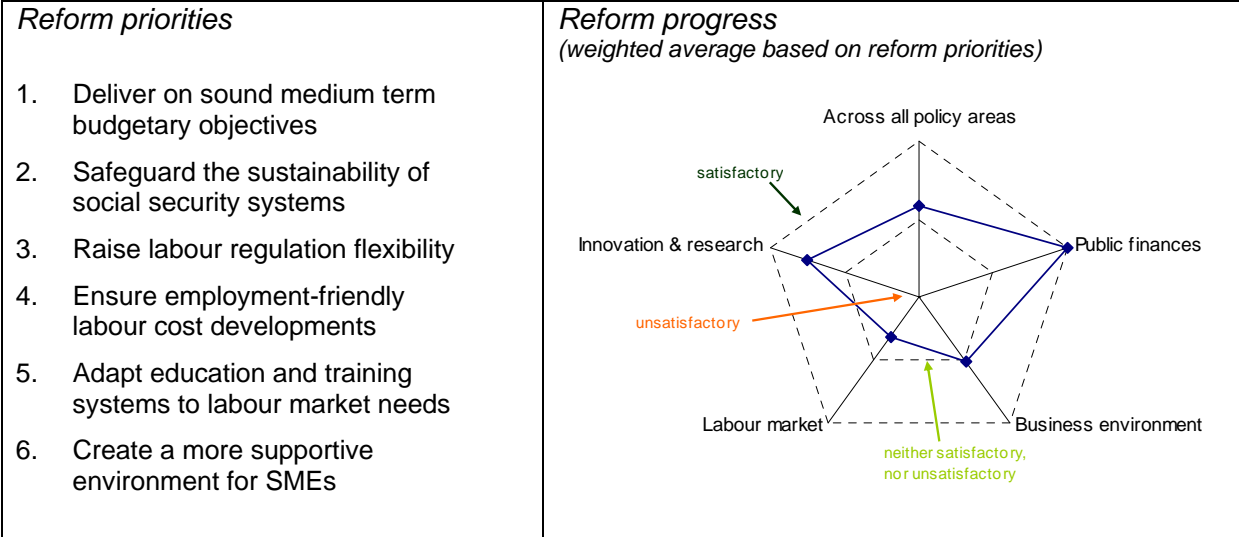 Reform priorities
1. Deliver on sound medium term
budgetary objectives
2. Safeguard the sustainability of
social security systems
3. Raise labour regulation flexibility
4. Ensure employment-friendly
labour cost developments
5. Adapt education and training
systems to labour market needs
6. Create a more supportive
environment for SMEs
Reform progress
(weighted average based on reform priorities)
Across all policy areas
satisfactory
Innovation & research
Public finances
unsatisfactory
Labour market
Business environment
neither satisfactory,
nor unsatisfactory